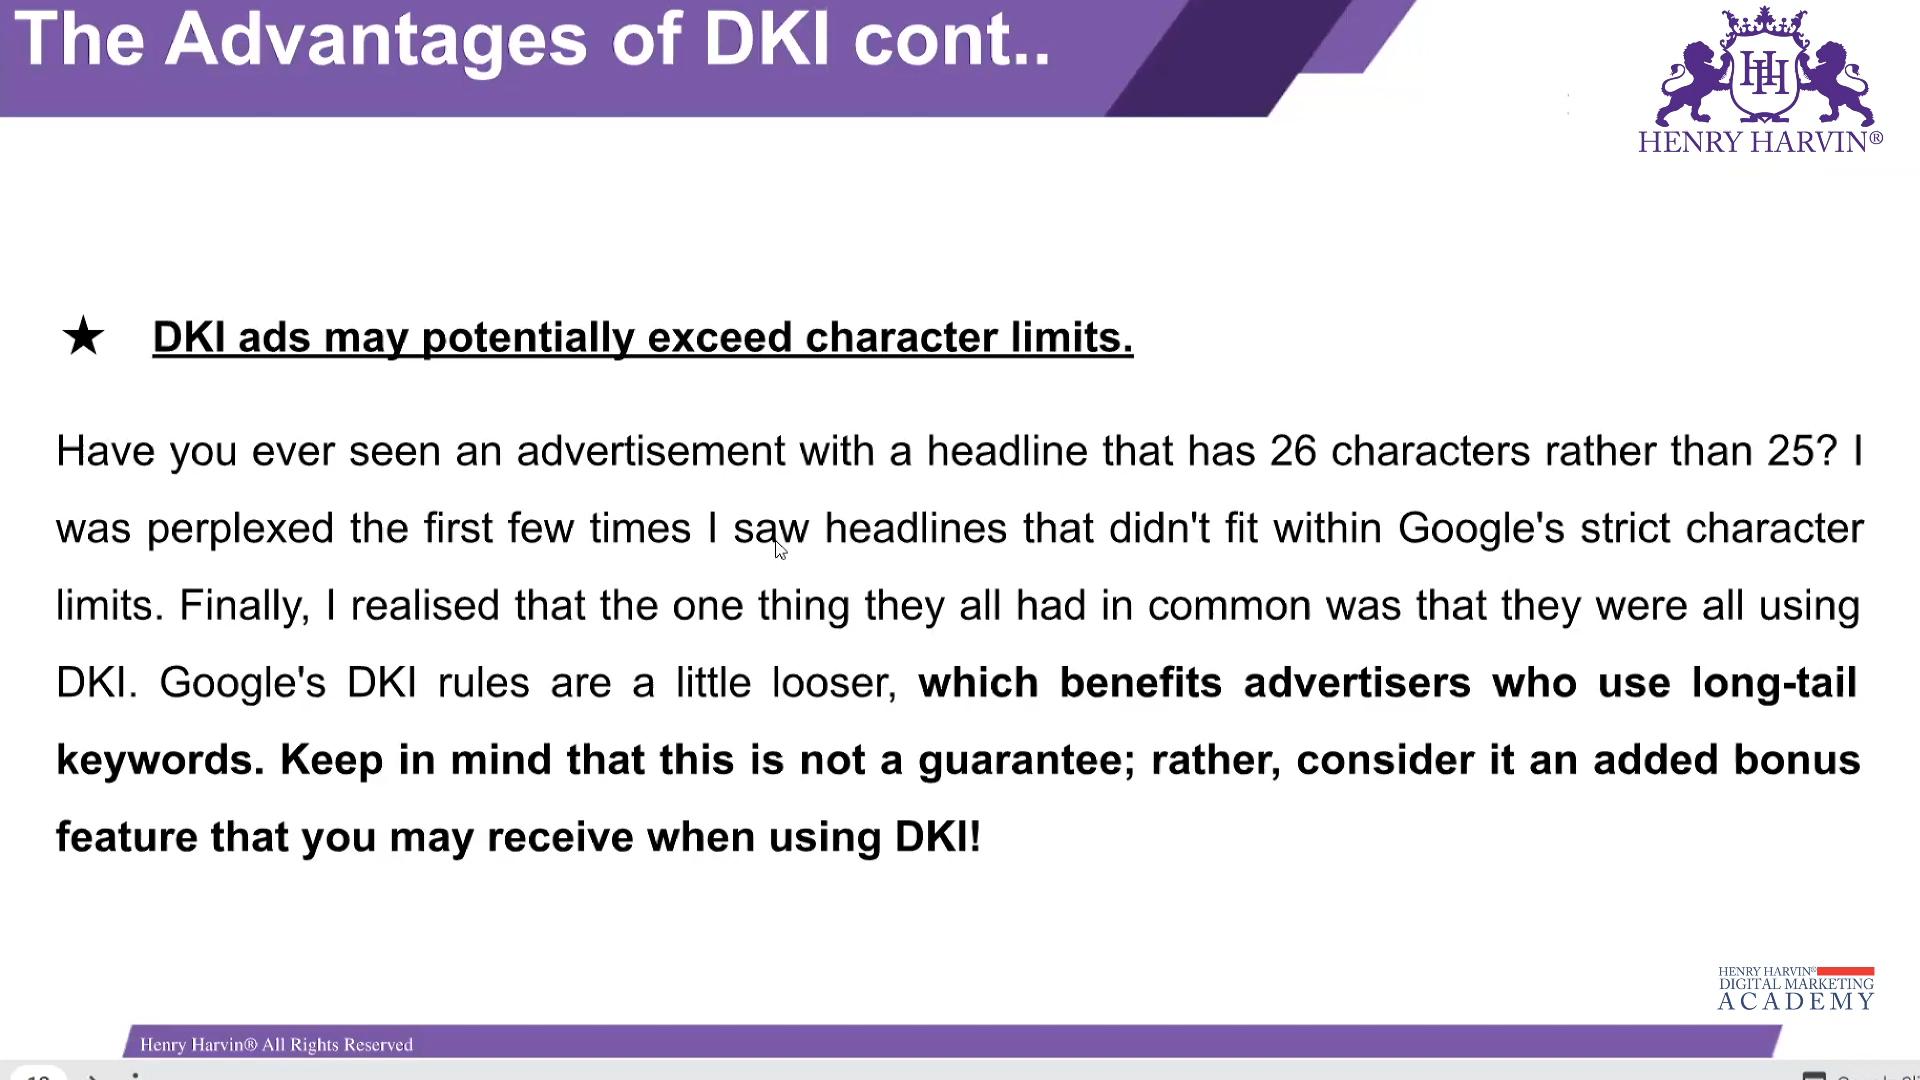 The Advantages of DKI cont..
HH
HENRY HARVIN®
★ DKI ads may potentially exceed character limits.
Have you ever seen an advertisement with a headline that has 26 characters rather than 25? I
was perplexed the first few times I saw headlines that didn't fit within Google's strict character
limits. Finally, I realised that the one thing they all had in common was that they were all using
DKI. Google's DKI rules are a little looser, which benefits advertisers who use long-tail
keywords. Keep in mind that this is not a guarantee; rather, consider it an added bonus
feature that you may receive when using DKI!
HENRY HARVIN®
DIGITAL MARKETING
ACADEMY
Henry Harvin® All Rights Reserved